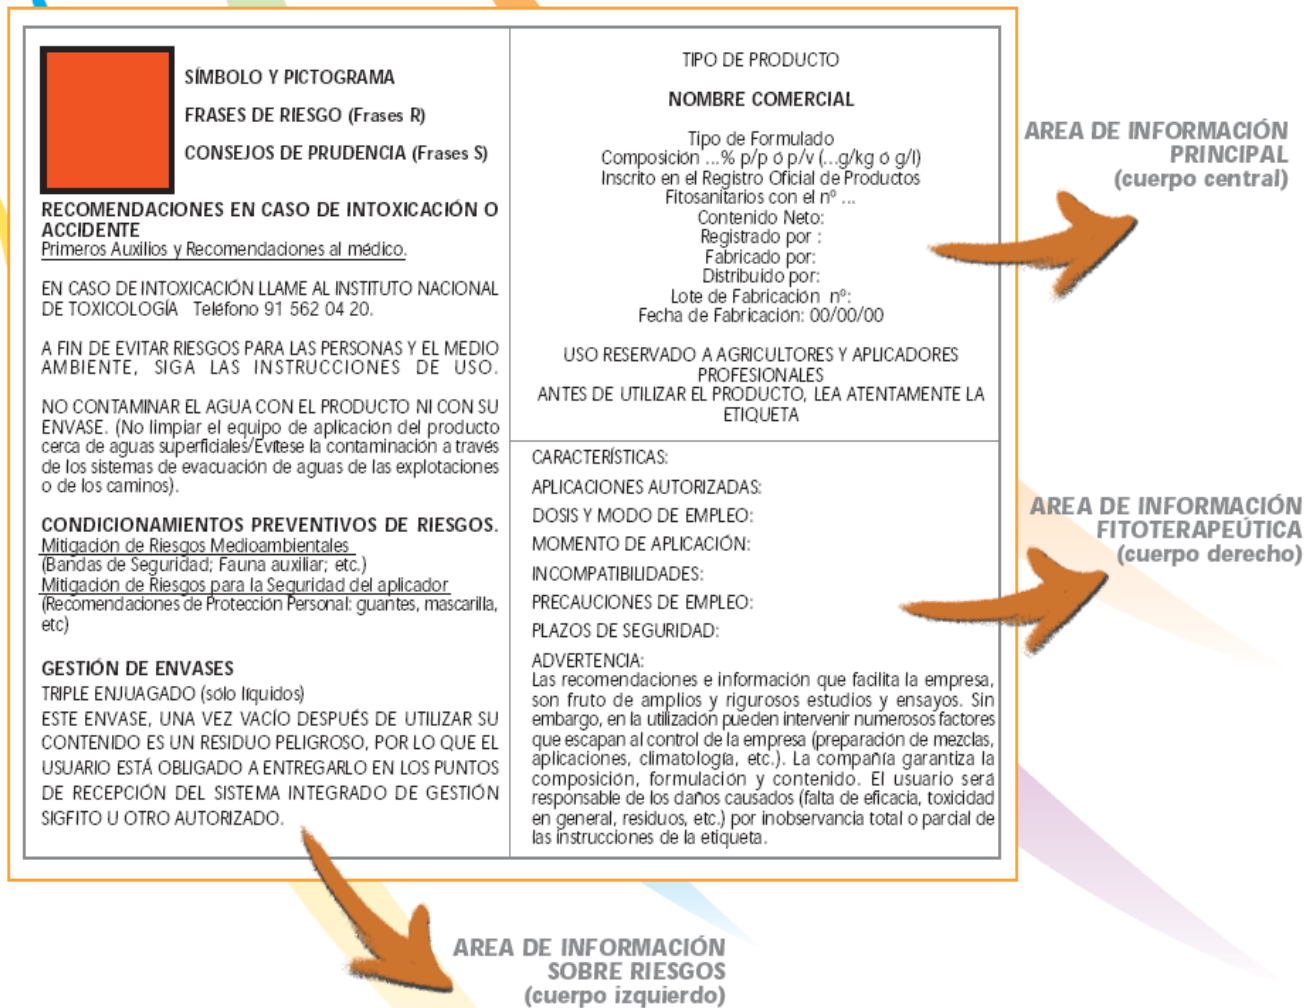 SÍMBOLO Y PICTOGRAMA
FRASES DE RIESGO (Frases R)
CONSEJOS DE PRUDENCIA (Frases S)
RECOMENDACIONES EN CASO DE INTOXICACIÓN O
ACCIDENTE
Primeros Auxilios y Recomendaciones al médico.
EN CASO DE INTOXICACIÓN LLAME AL INSTITUTO NACIONAL
DE TOXICOLOGÍA Teléfono 91 562 04 20.
A FIN DE EVITAR RIESGOS PARA LAS PERSONAS Y EL MEDIO
AMBIENTE, SIGA LAS INSTRUCCIONES DE USO.
NO CONTAMINAR EL AGUA CON EL PRODUCTO NI CON SU
ENVASE. (No limpiar el equipo de aplicación del producto
cerca de aguas superficiales/Evítese la contaminación a través
de los sistemas de evacuación de aguas de las explotaciones
o de los caminos).
CONDICIONAMIENTOS PREVENTIVOS DE RIESGOS.
Mitigación de Riesgos Medioambientales
(Bandas de Seguridad; Fauna auxiliar; etc.)
Mitigación de Riesgos para la Seguridad del aplicador
(Recomendaciones de Protección Personal: guantes, mascarilla,
etc)
GESTIÓN DE ENVASES
TRIPLE ENJUAGADO (sólo líquidos)
ESTE ENVASE, UNA VEZ VACÍO DESPUÉS DE UTILIZAR SU
CONTENIDO ES UN RESIDUO PELIGROSO, POR LO QUE EL
USUARIO ESTÁ OBLIGADO A ENTREGARLO EN LOS PUNTOS
DE RECEPCIÓN DEL SISTEMA INTEGRADO DE GESTIÓN
SIGFITO U OTRO AUTORIZADO.
TIPO DE PRODUCTO
NOMBRE COMERCIAL
Tipo de Formulado
Composición ...% p/p ó p/v (...g/kg ó g/l)
Inscrito en el Registro Oficial de Productos
Fitosanitarios con el nº ...
Contenido Neto:
Registrado por :
Fabricado por:
Distribuido por:
Lote de Fabricación nº:
Fecha de Fabricación: 00/00/00
USO RESERVADO A AGRICULTORES Y APLICADORES
PROFESIONALES
ANTES DE UTILIZAR EL PRODUCTO, LEA ATENTAMENTE LA
ETIQUETA
CARACTERÍSTICAS:
APLICACIONES AUTORIZADAS:
DOSIS Y MODO DE EMPLEO:
MOMENTO DE APLICACIÓN:
INCOMPATIBILIDADES:
PRECAUCIONES DE EMPLEO:
PLAZOS DE SEGURIDAD:
ADVERTENCIA:
Las recomendaciones e información que facilita la empresa,
son fruto de amplios y rigurosos estudios y ensayos. Sin
embargo, en la utilización pueden intervenir numerosos factores
que escapan al control de la empresa (preparación de mezclas,
aplicaciones, climatología, etc.). La compañía garantiza la
composición, formulación y contenido. El usuario será
responsable de los daños causados (falta de eficacia, toxicidad
en general, residuos, etc.) por inobservancia total o parcial de
las instrucciones de la etiqueta.
AREA DE INFORMACIÓN
PRINCIPAL
(cuerpo central)
AREA DE INFORMACIÓN
FITOTERAPEÚTICA
(cuerpo derecho)
AREA DE INFORMACIÓN
SOBRE RIESGOS
(cuerpo izquierdo)